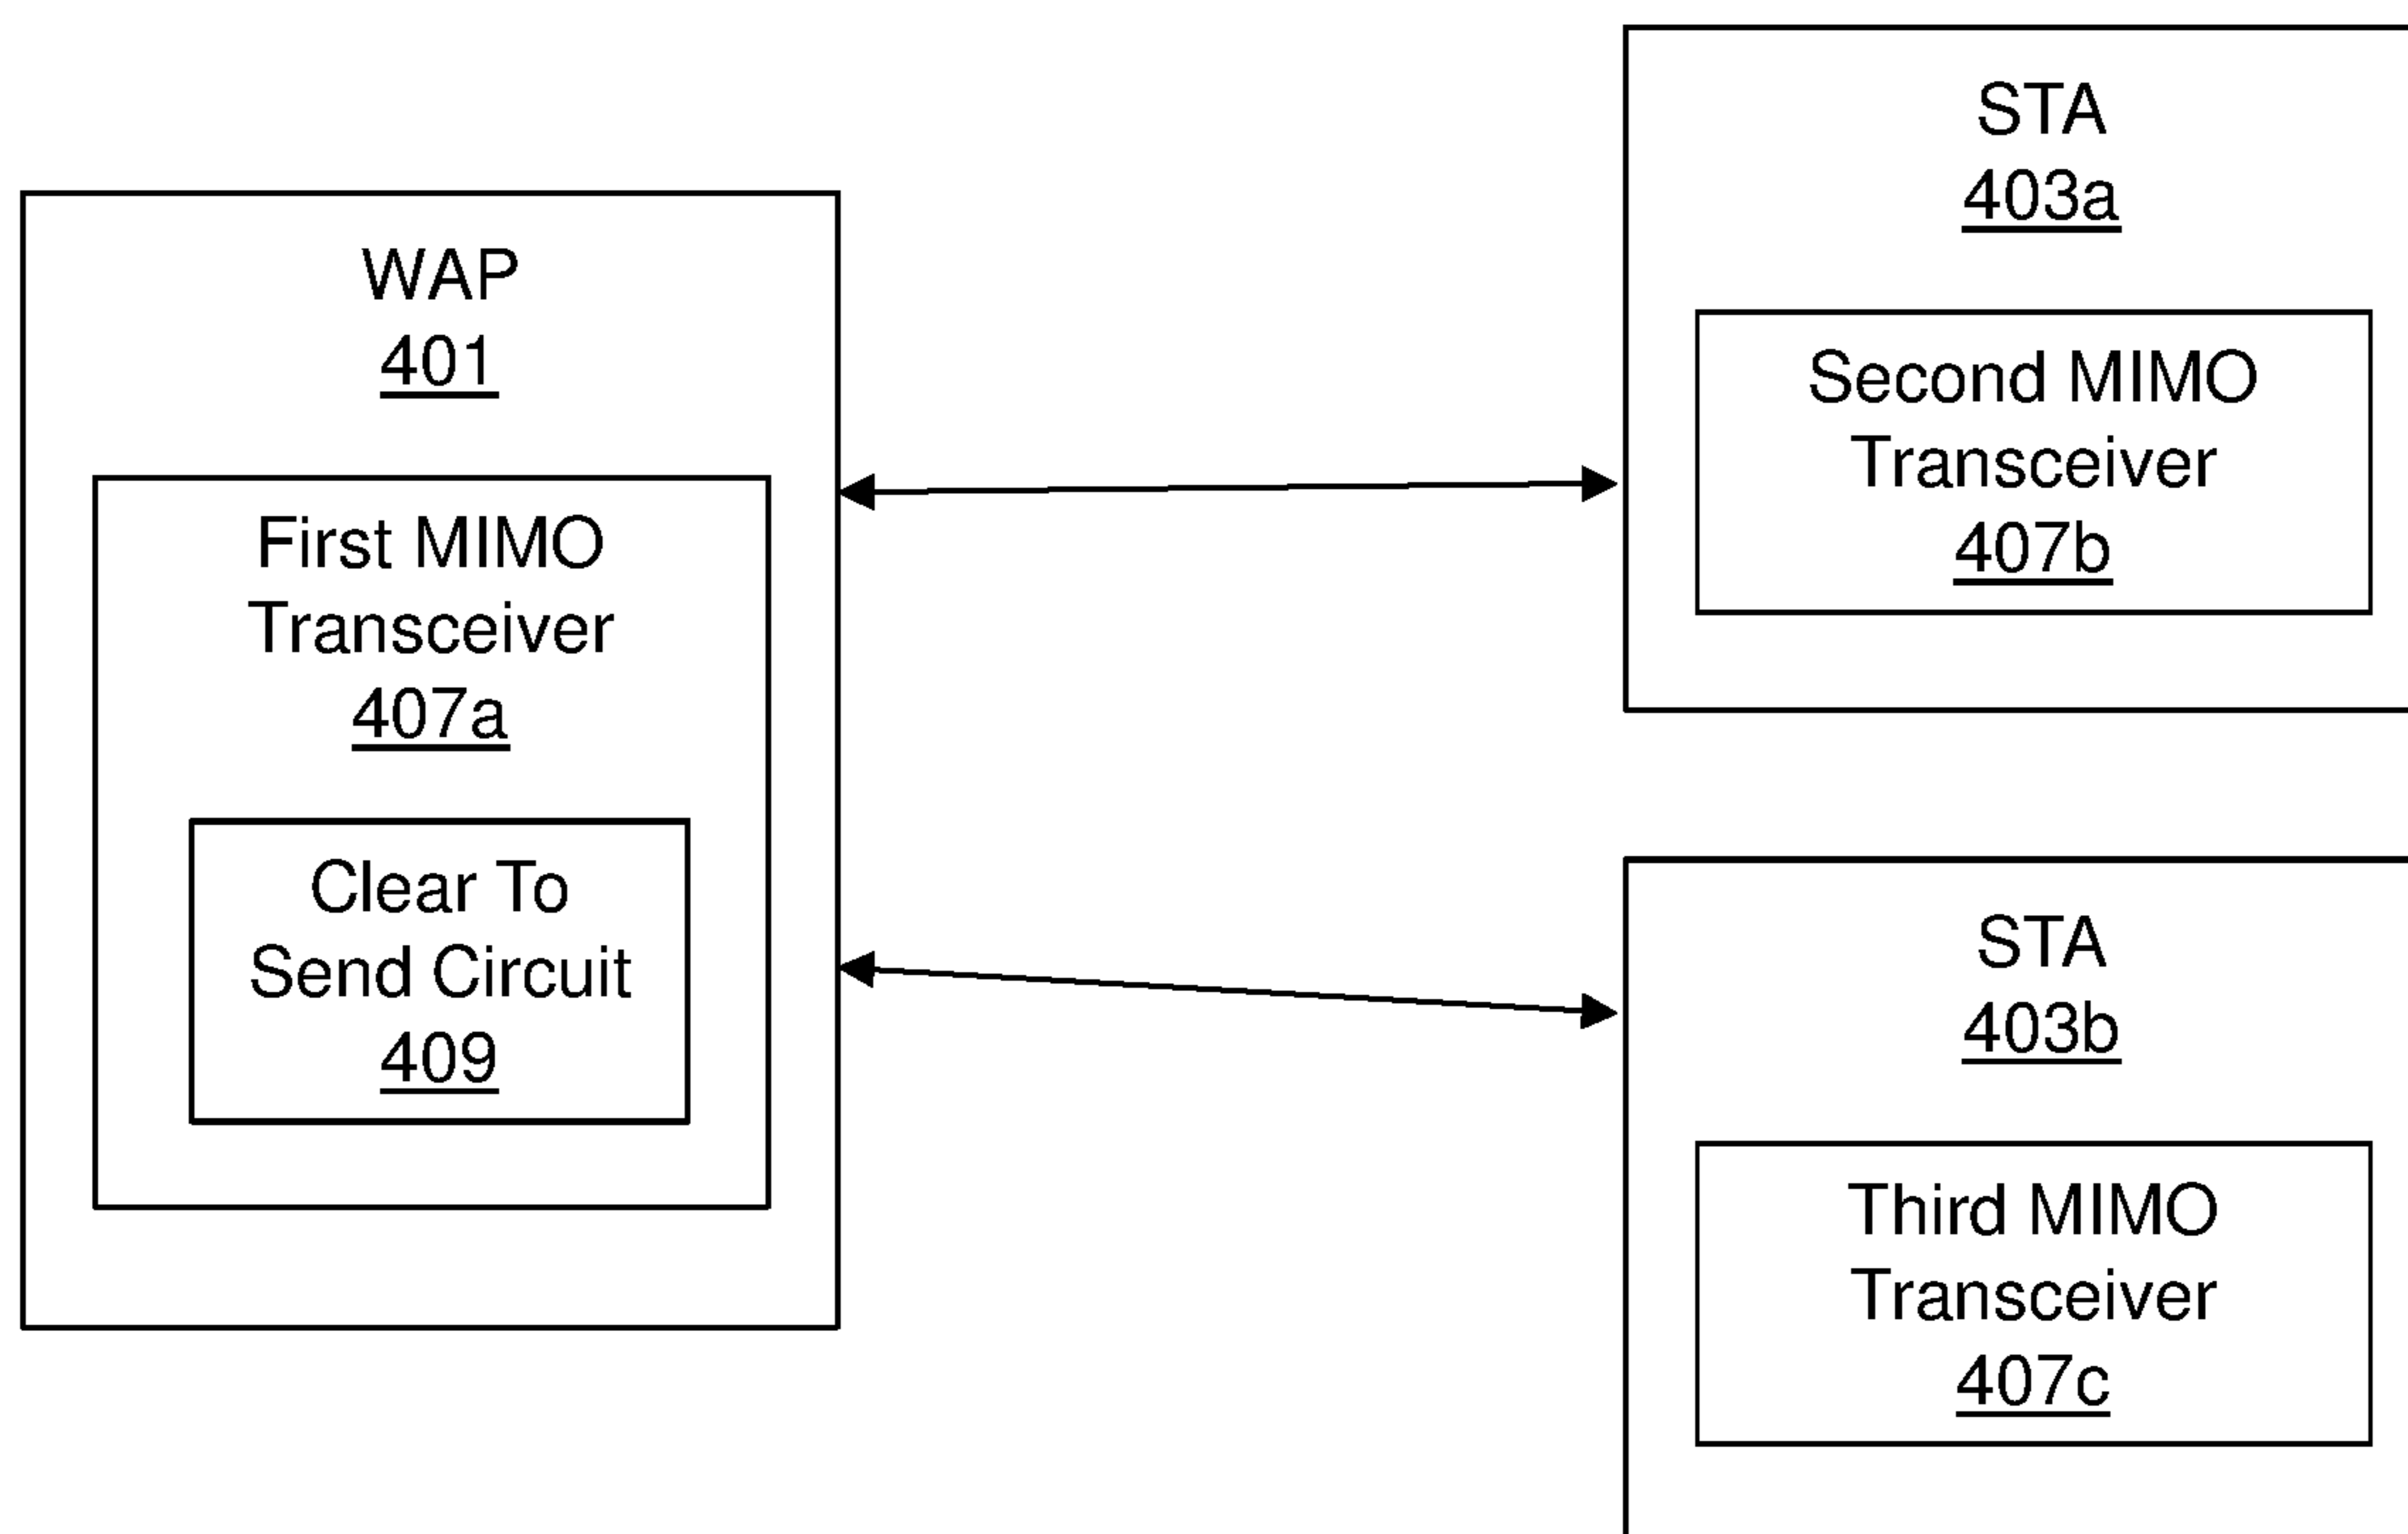 WAP
401
First MIMO
Transceiver
407a
Clear To
Send Circuit
409
STA
403a
Second MIMO
Transceiver
407b
STA
403b
Third MIMO
Transceiver
407c